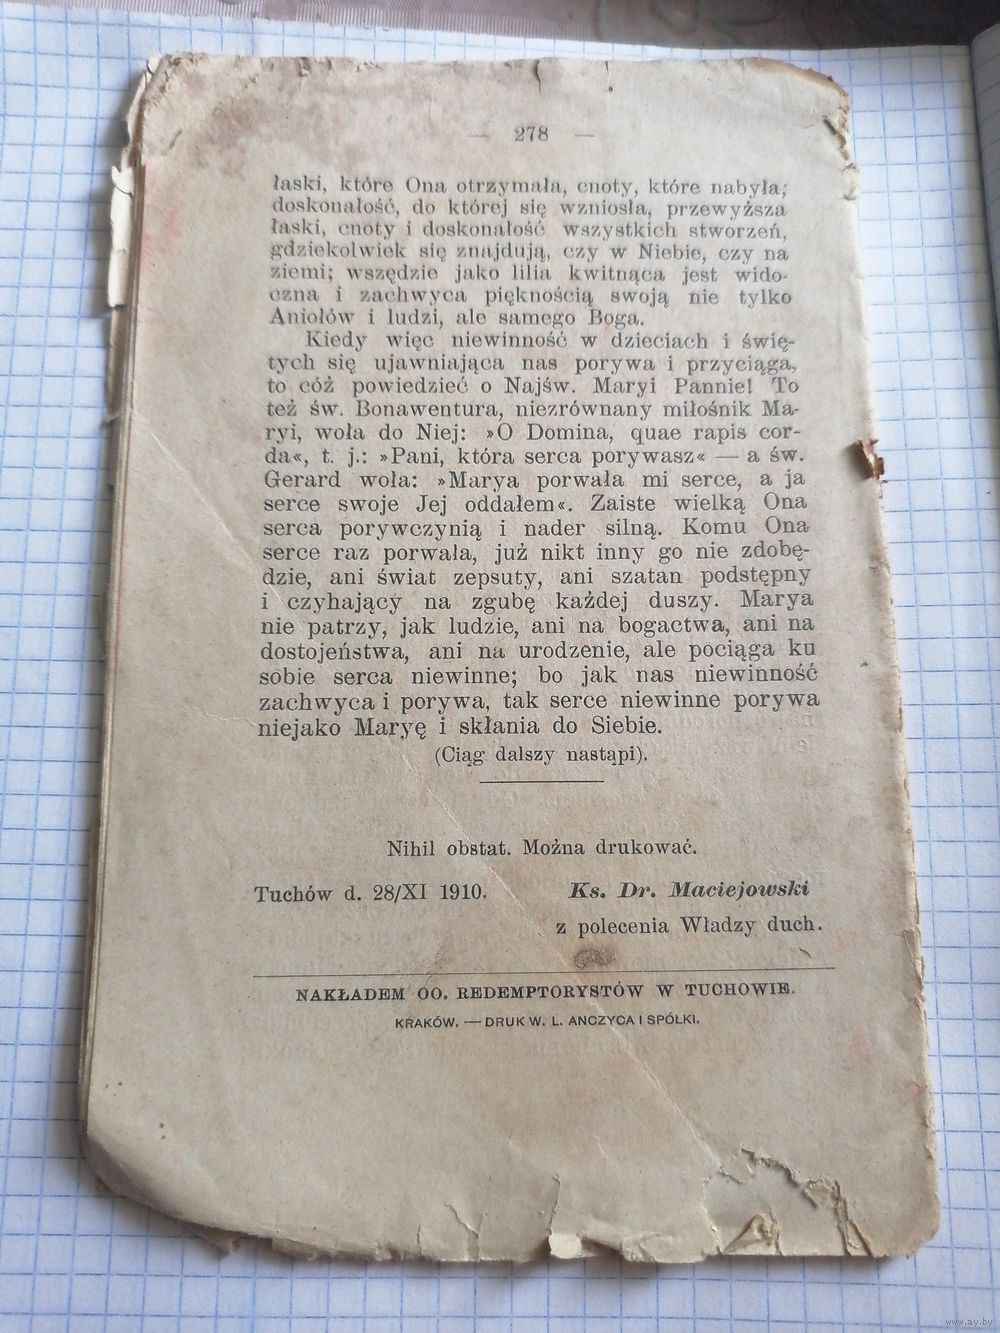 — 278 —
łaski, które Ona otrzymała, cnoty, które nabyła;
doskonałość, do której się wzniosła, przewyższa
łaski, cnoty i doskonałość wszystkich stworzeń,
gdziekolwiek się znajdują, czy w Niebie, czy na
ziemi; wszędzie jako lilia kwitnąca jest wido-
czna i zachwyca pięknością swoją nie tylko
Aniołów i ludzi, ale samego Boga.
Kiedy więc niewinność w dzieciach i świę-
tych się ujawniająca nas porywa i przyciąga,
to cóż powiedzieć o Najśw. Maryi Pannie! To
też św. Bonawentura, niezrównany miłośnik Ma-
ryi, woła do Niej: »O Domina, quae rapis cor-
da«, t. j.: »Pani, która serca porywasz« — a św.
Gerard woła: »Marya porwała mi serce, a ja
serce swoje Jej oddałem«. Zaiste wielką Ona
serca porywczynią i nader silną. Komu Ona
serce raz porwała, już nikt inny go nie zdobę-
dzie, ani świat zepsuty, ani szatan podstępny
i czyhający na zgubę każdej duszy. Marya
nie patrzy, jak ludzie, ani na bogactwa, ani na
dostojeństwa, ani na urodzenie, ale pociąga ku
sobie serca niewinne; bo jak nas niewinność
zachwyca i porywa, tak serce niewinne porywa
niejako Maryę i skłania do Siebie.
(Ciąg dalszy nastąpi).
Nihil obstat. Można drukować.
Tuchów d. 28/XI 1910. Ks. Dr. Maciejowski
z polecenia Władzy duch.
NAKŁADEM OO. REDEMPTORYSTÓW W TUCHOWIE.
KRAKÓW. — DRUK W. L. ANCZYCA I SPÓŁKI.
www.ay.by